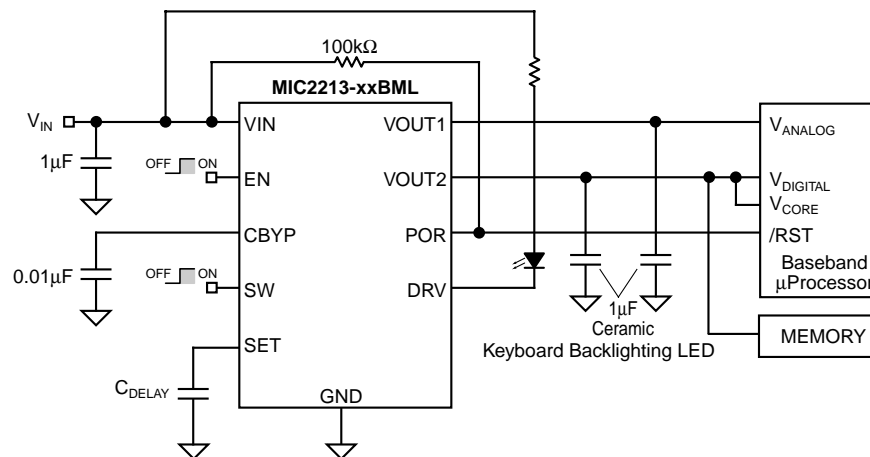 100kΩ
MIC2213-xxBML
VIN
1µF
OFF ON
0.01µF
OFF ON
CDELAY
VIN
EN
CBYP
SW
SET
GND
VOUT1
VOUT2
POR
DRV
1µF
Ceramic
Keyboard Backlighting LED
VANALOG
VDIGITAL
VCORE
/RST
Baseband
µProcessor
MEMORY